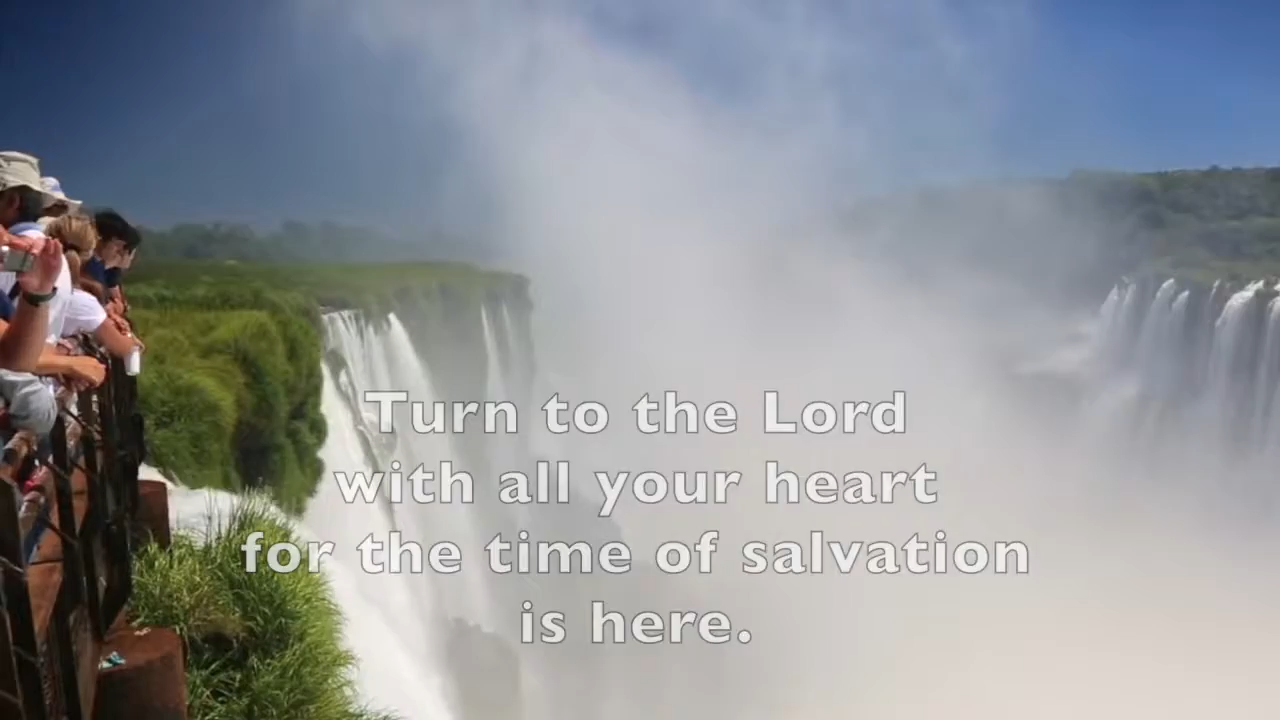 Turn to the Lord
with all your heart
for the time of salvation
is here.